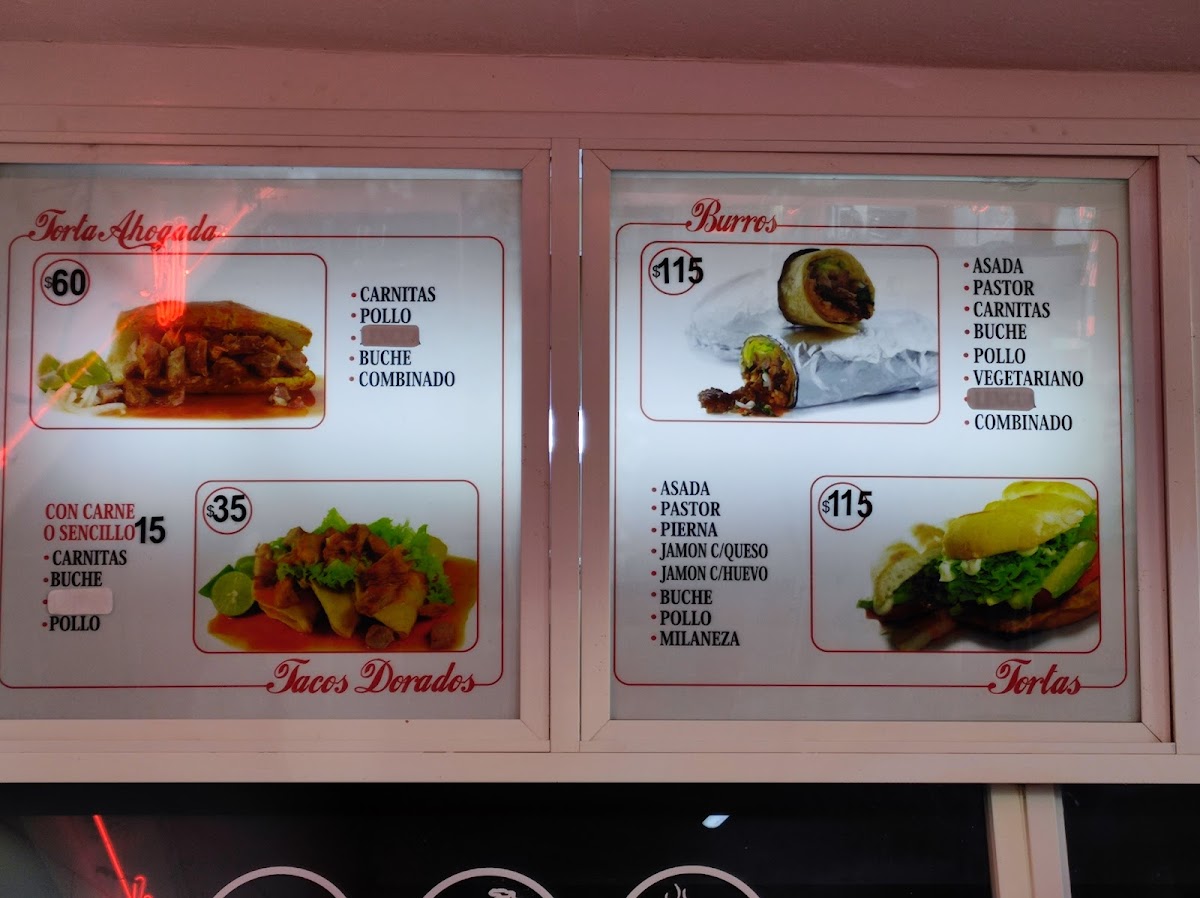 Torta Ahogada
$60
• CARNITAS
• POLLO
•
• BUCHE
• COMBINADO
CON CARNE
O SENCILLO 15
• CARNITAS
• BUCHE
•
• POLLO
$35
Tacos Dorados
Burros
$115
• ASADA
• PASTOR
• CARNITAS
• BUCHE
• POLLO
• VEGETARIANO
•
• COMBINADO
• ASADA
• PASTOR
• PIERNA
• JAMON C/QUESO
• JAMON C/HUEVO
• BUCHE
• POLLO
• MILANEZA
$115
Tortas